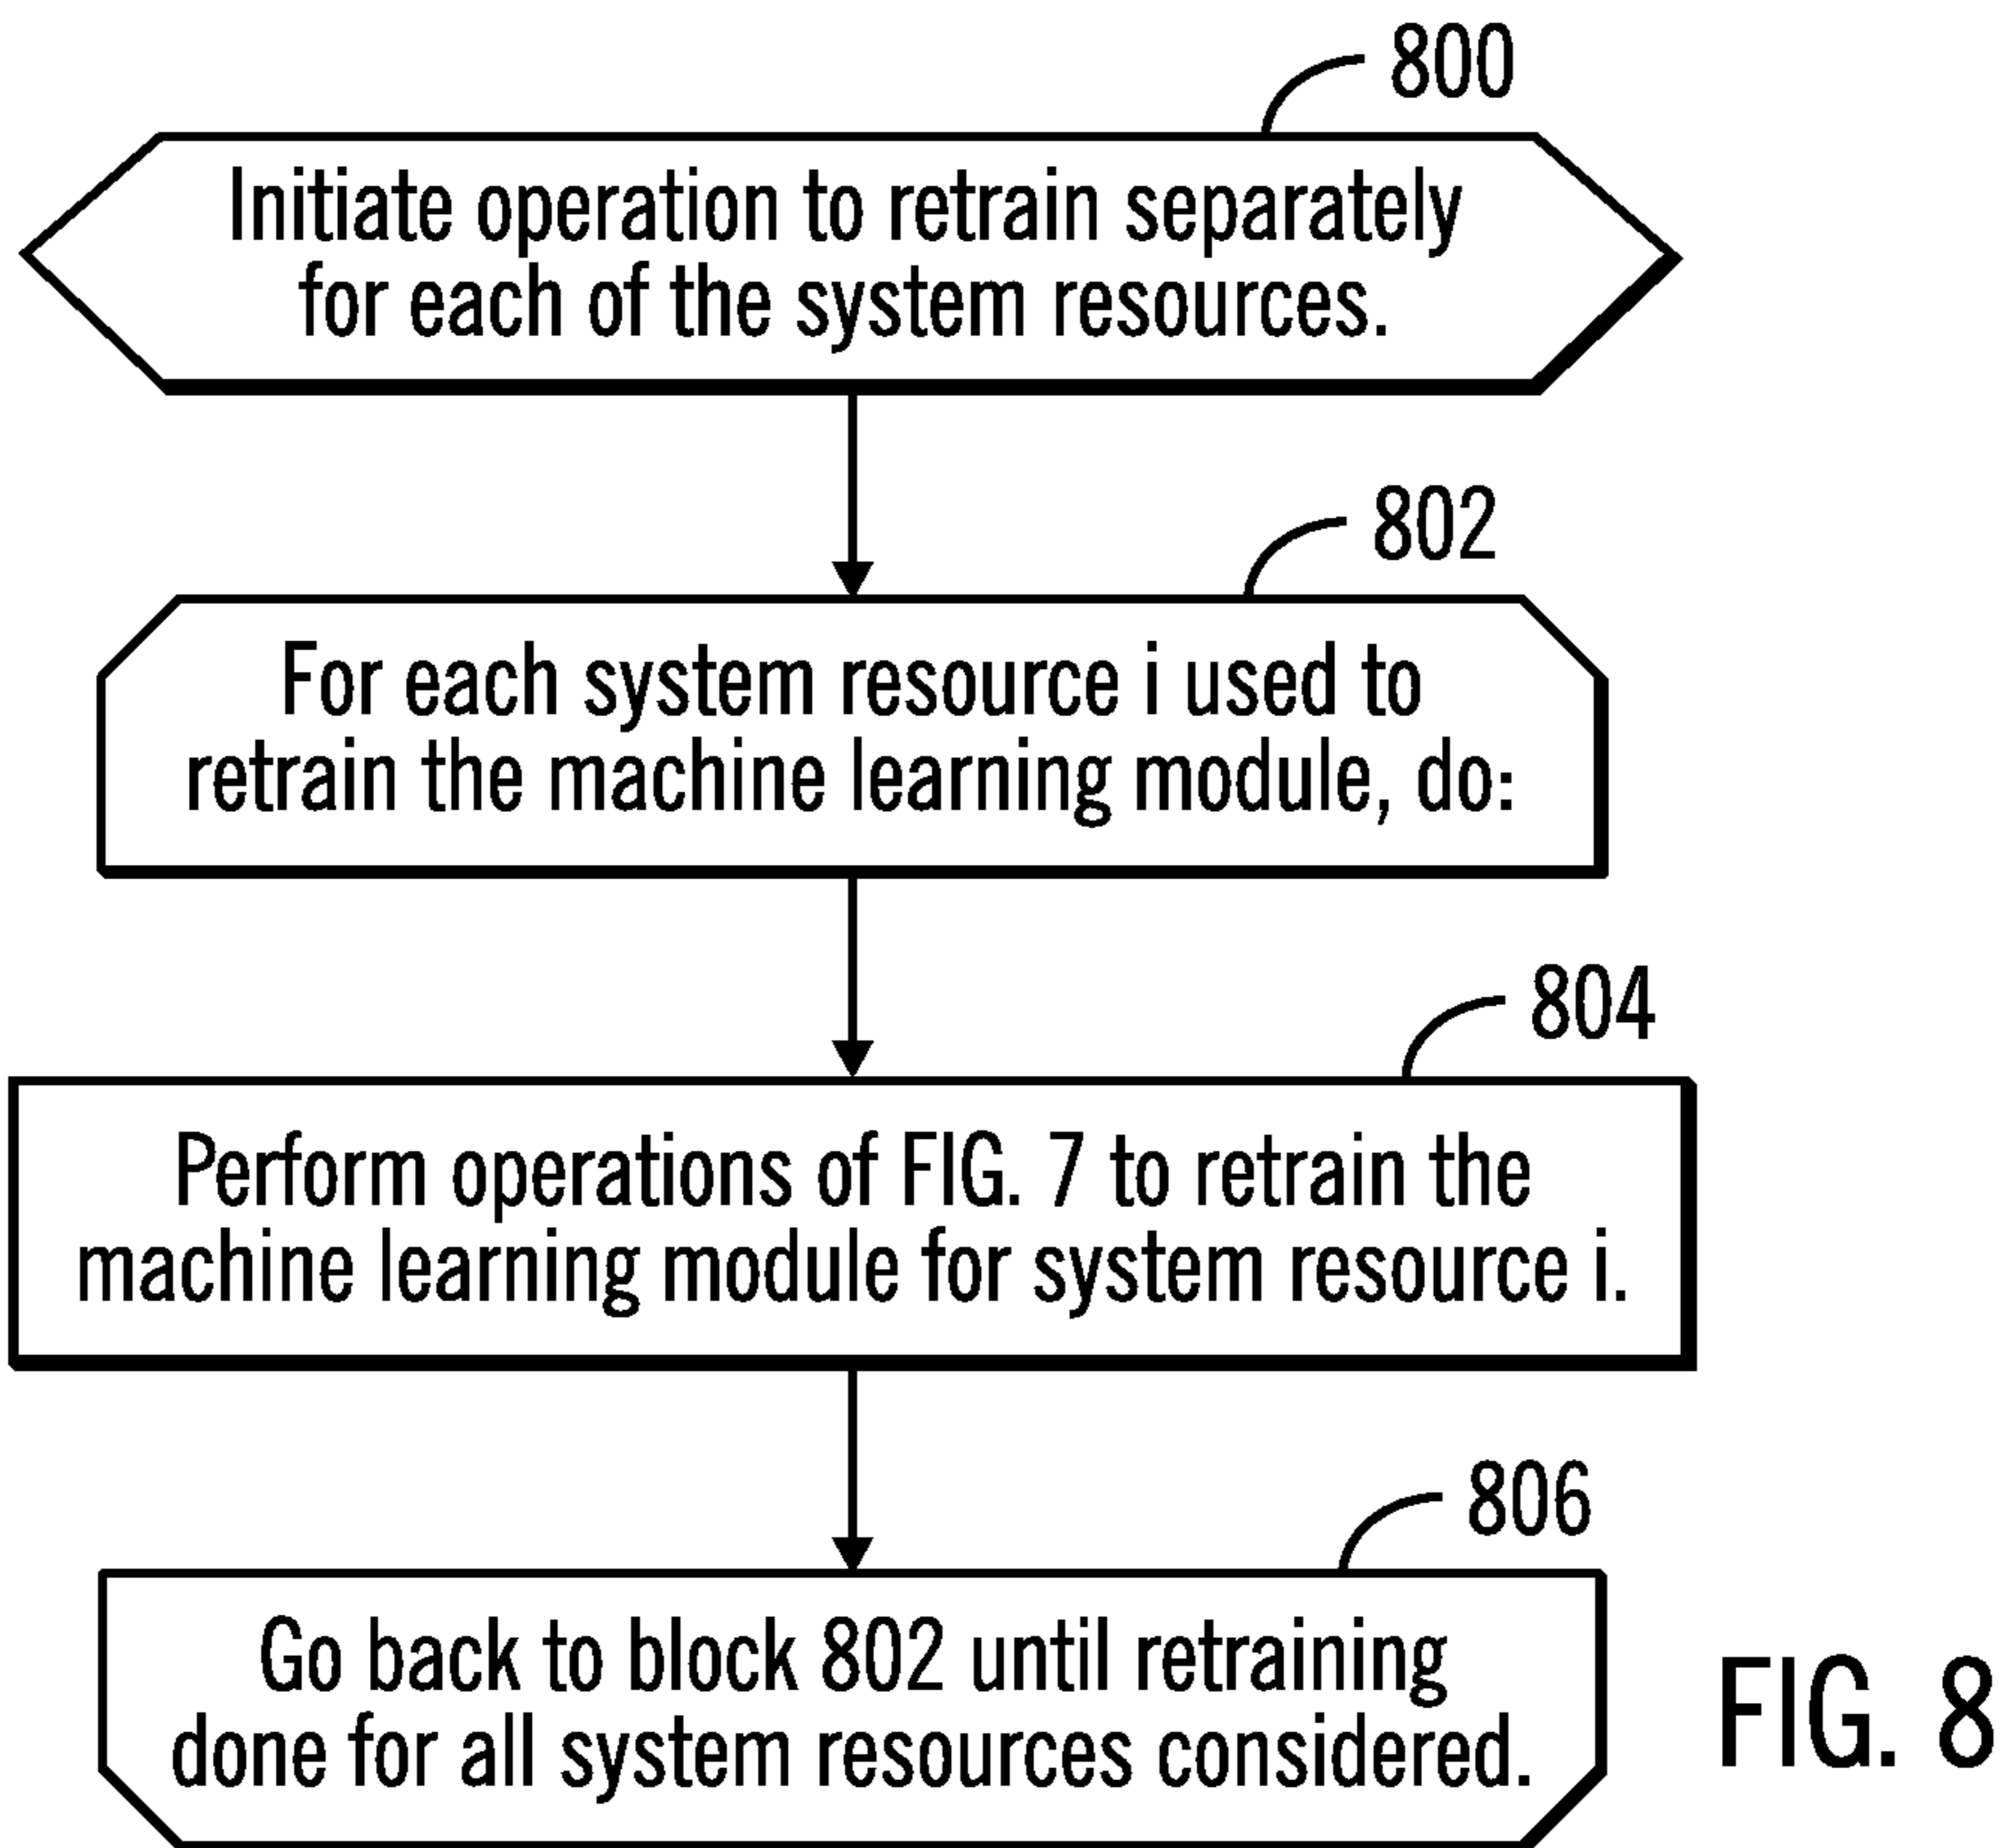 800
Initiate operation to retrain separately
for each of the system resources.
802
For each system resource i used to
retrain the machine learning module, do:
804
Perform operations of FIG. 7 to retrain the
machine learning module for system resource i.
806
Go back to block 802 until retraining
done for all system resources considered.
FIG. 8